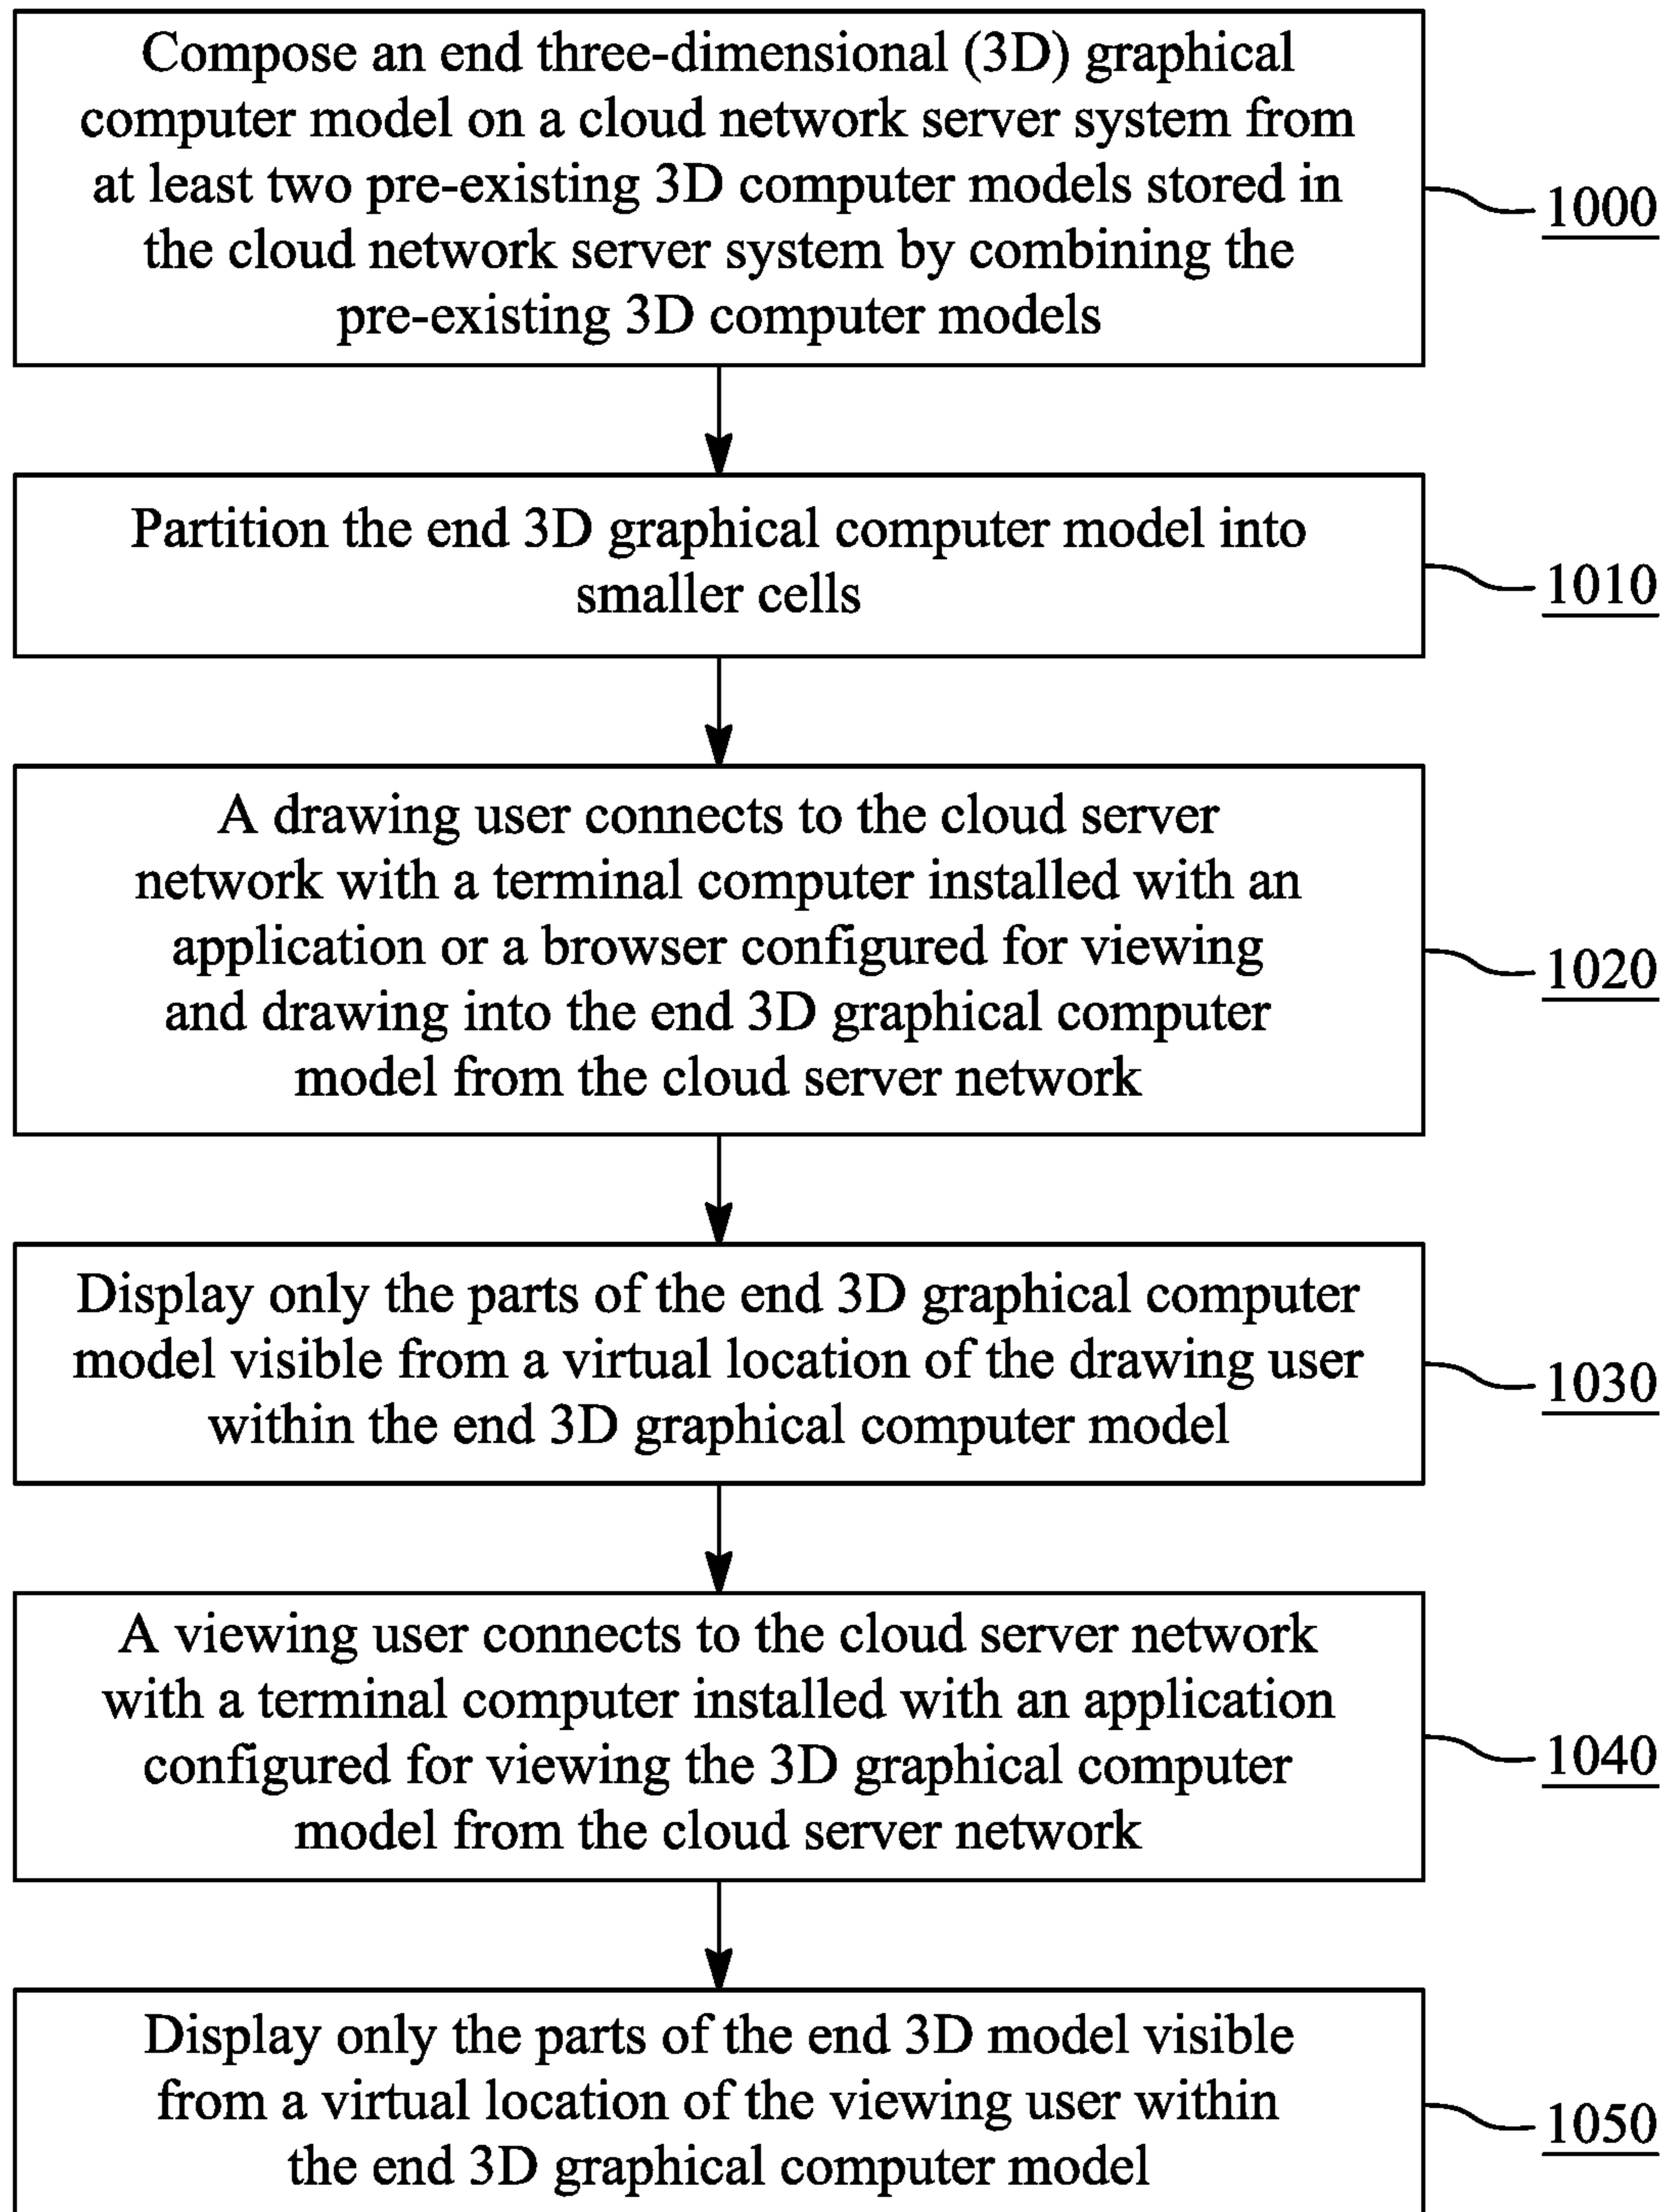 Compose an end three-dimensional (3D) graphical
computer model on a cloud network server system from
at least two pre-existing 3D computer models stored in
the cloud network server system by combining the
pre-existing 3D computer models
1000
Partition the end 3D graphical computer model into
smaller cells
1010
A drawing user connects to the cloud server
network with a terminal computer installed with an
application or a browser configured for viewing
and drawing into the end 3D graphical computer
model from the cloud server network
1020
Display only the parts of the end 3D graphical computer
model visible from a virtual location of the drawing user
within the end 3D graphical computer model
1030
A viewing user connects to the cloud server network
with a terminal computer installed with an application
configured for viewing the 3D graphical computer
model from the cloud server network
1040
Display only the parts of the end 3D model visible
from a virtual location of the viewing user within
the end 3D graphical computer model
1050